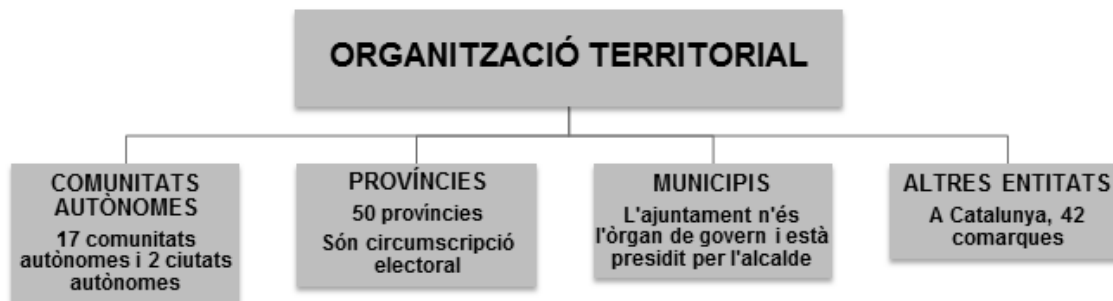 ORGANITZACIÓ TERRITORIAL
COMUNITATS
AUTÒNOMES
17 comunitats
autònomes i 2 ciutats
autònomes
PROVÍNCIES
50 províncies
Són circumscripció
electoral
MUNICIPIS
L'ajuntament n'és
l'òrgan de govern i està
presidit per l'alcalde
ALTRES ENTITATS
A Catalunya, 42
comarques